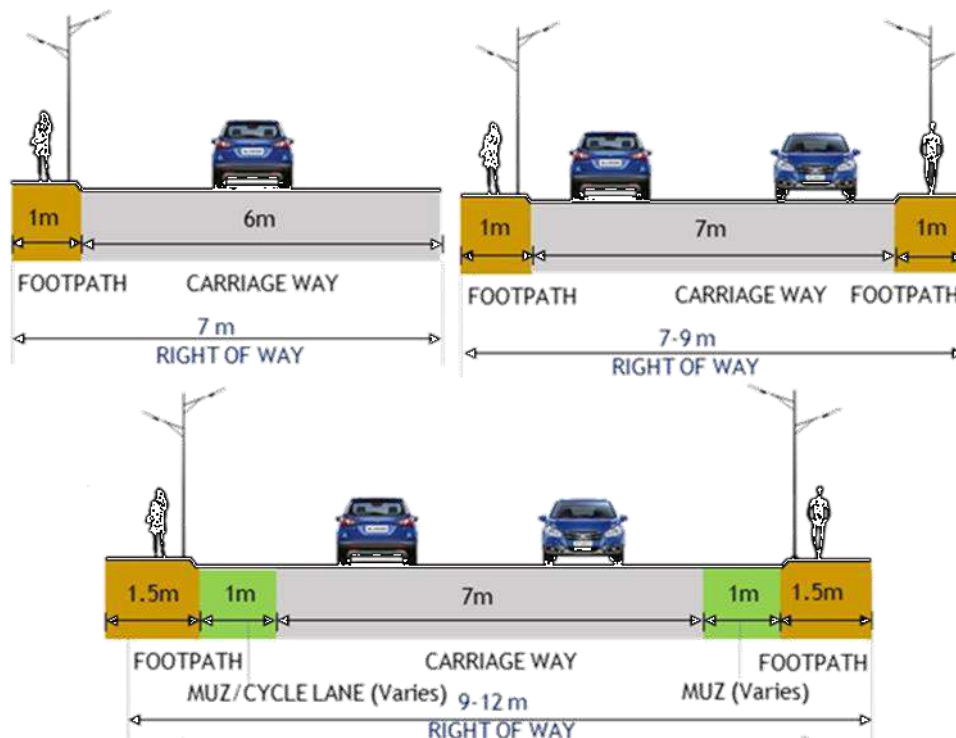 1m
6m
FOOTPATH
CARRIAGE WAY
7 m
RIGHT OF WAY
1m
7m
1m
FOOTPATH
CARRIAGE WAY
FOOTPATH
7-9 m
RIGHT OF WAY
1.5m
1m
7m
1m
1.5m
FOOTPATH
CARRIAGE WAY
FOOTPATH
MUZ/CYCLE LANE (Varies)
MUZ (Varies)
9-12 m
RIGHT OF WAY